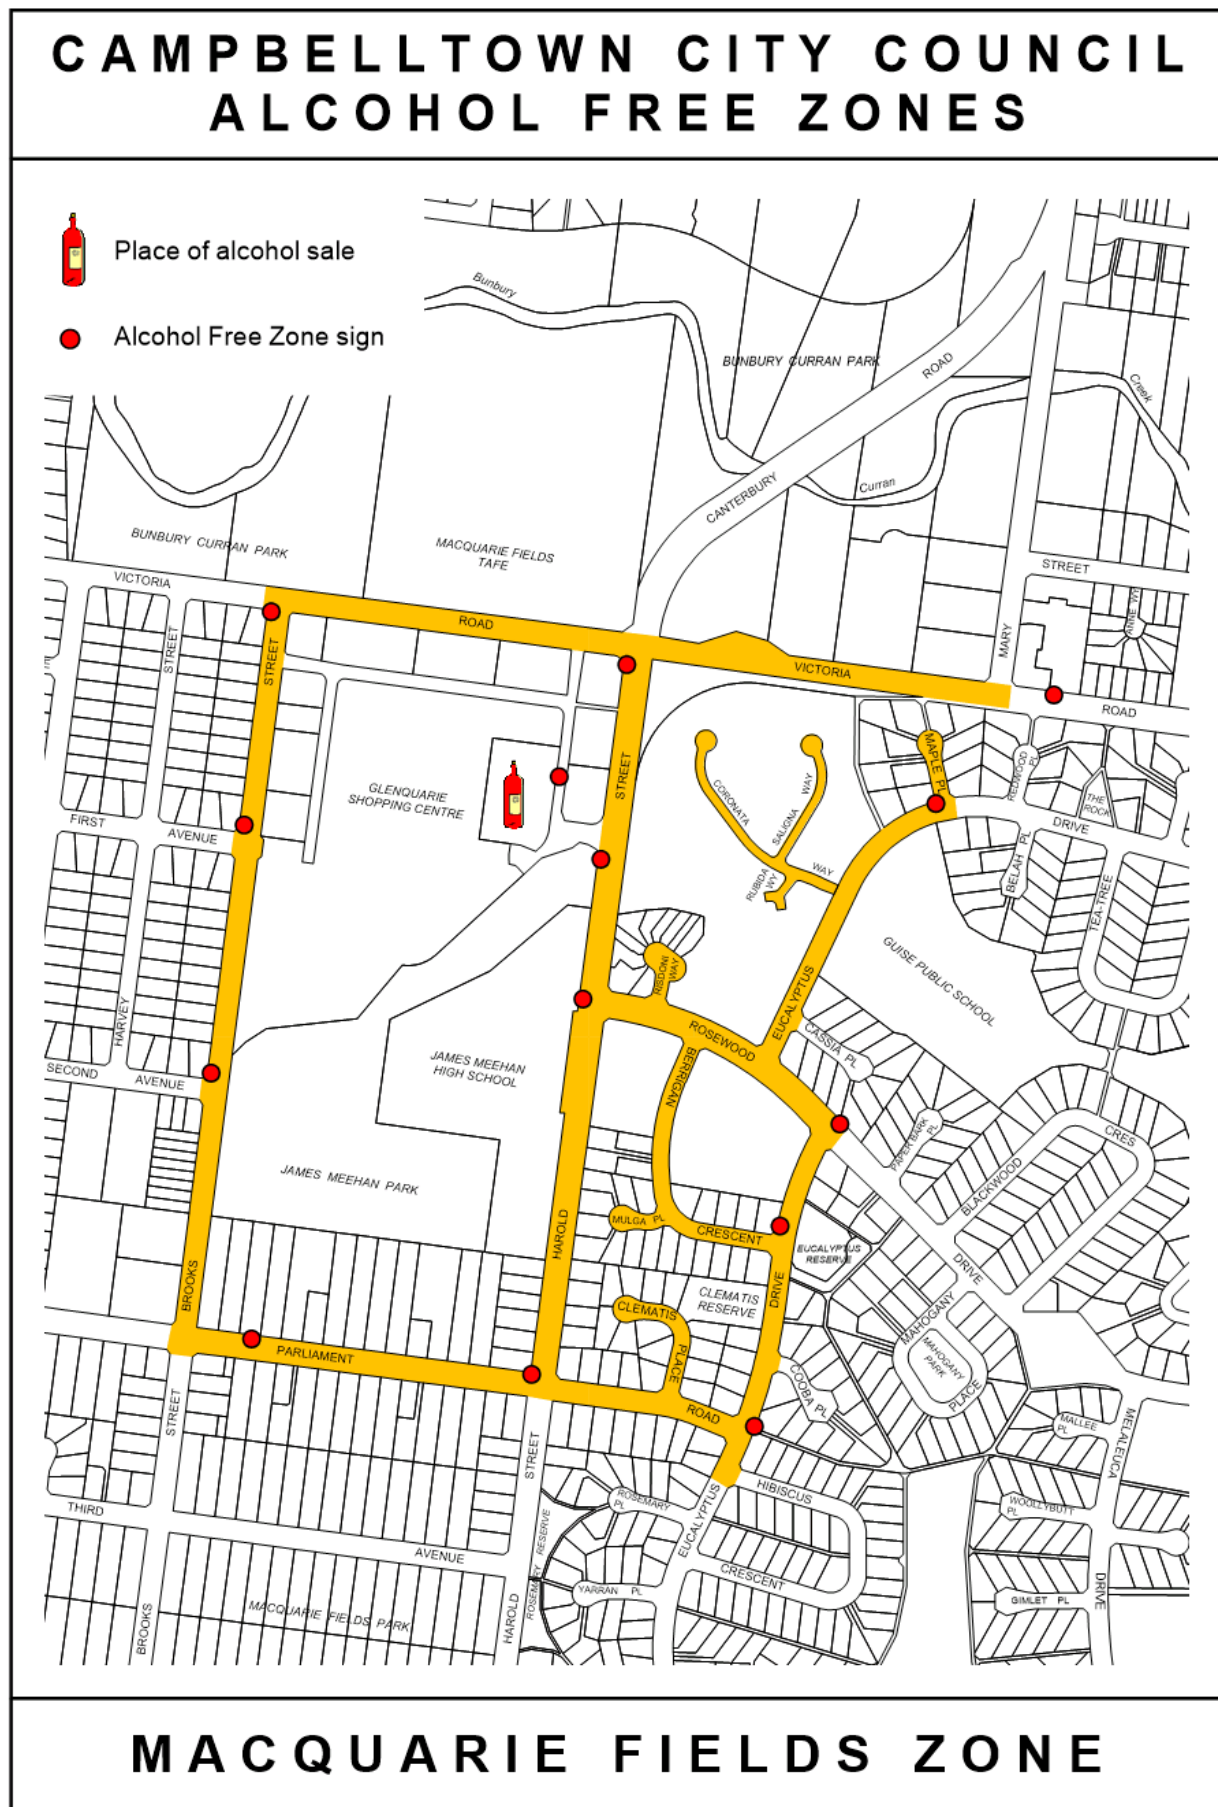 CAMPBELLTOWN CITY COUNCIL
ALCOHOL FREE ZONES
Place of alcohol sale
Alcohol Free Zone sign
Bunbury
BUNBURY CURRAN PARK
ROAD
Creek
CANTERBURY
Curran
BUNBURY CURRAN PARK
MACQUARIE FIELDS
TAFE
VICTORIA
STREET
ANNE WY
ROAD
MARY
STREET
STREET
VICTORIA
ROAD
STREET
MAPLE PL
REDWOOD
PL
CORONATA
SALIGNA WAY
THE
ROCK
GLENQUARIE
SHOPPING CENTRE
FIRST
AVENUE
DRIVE
WAY
RUBIDA
WY
BELAH PL
TEA-TREE
GUISE PUBLIC SCHOOL
RISDONI
WAY
EUCALYPTUS
HARVEY
ROSEWOOD
CASSIA PL
SECOND
AVENUE
JAMES MEEHAN
HIGH SCHOOL
BERRIGAN
PAPER BARK
PL
CRES
BLACKWOOD
JAMES MEEHAN PARK
MULGA PL
CRESCENT
HAROLD
EUCALYPTUS
RESERVE
DRIVE
BROOKS
CLEMATIS
RESERVE
DRIVE
CLEMATIS
PLACE
MAHOGANY
MAHOGANY
PARK
PLACE
PARLIAMENT
COOBA PL
ROAD
STREET
STREET
MALLEE
PL
MELALEUCA
HIBISCUS
ROSEMARY
PL
EUCALYPTUS
WOOLLYBUTT
PL
THIRD
AVENUE
ROSEMARY RESERVE
CRESCENT
YARRAN PL
DRIVE
GIMLET PL
MACQUARIE FIELDS PARK
BROOKS
HAROLD
MACQUARIE FIELDS ZONE